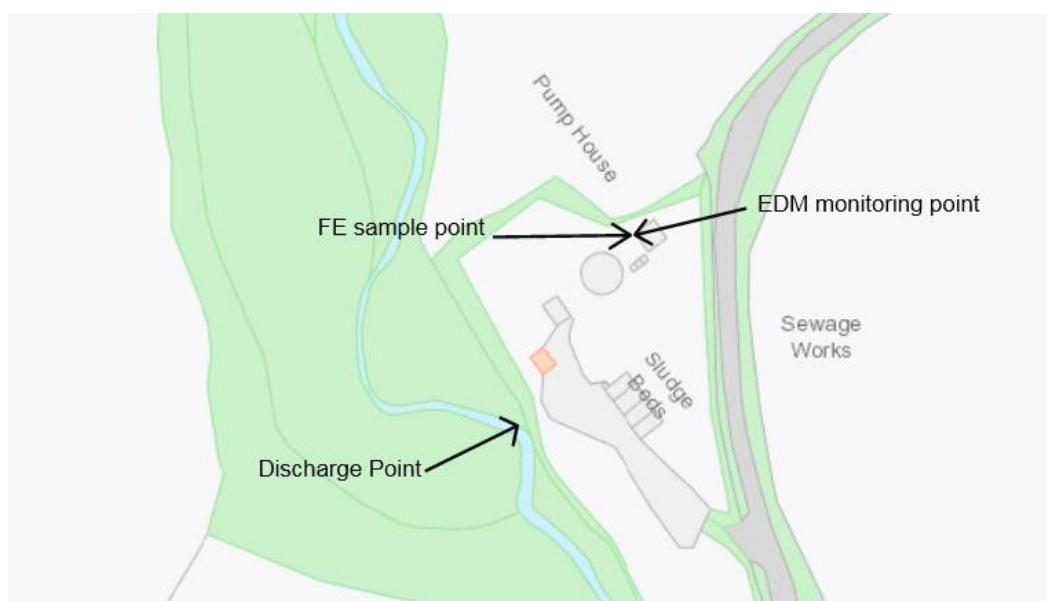 Pump House
EDM monitoring point
FE sample point
Sewage
Works
Sludge
Beds
Discharge Point